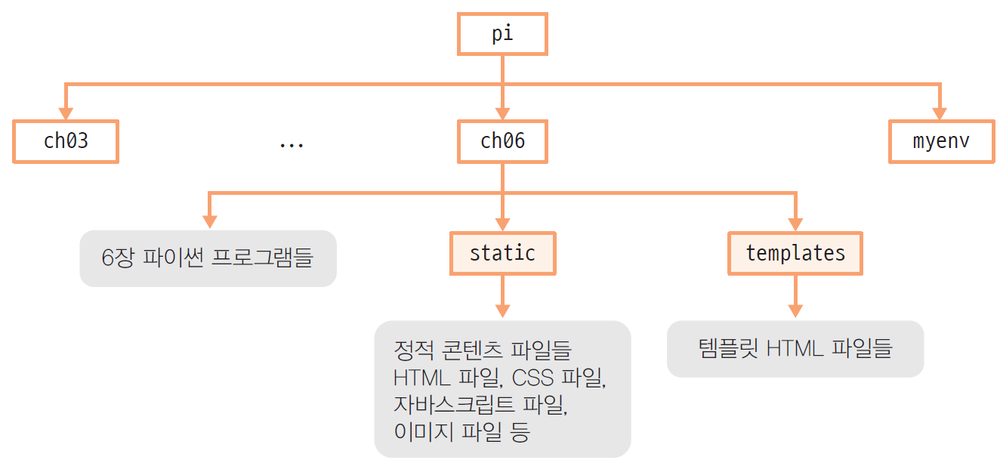 pi
ch03
...
ch06
myenv
6장 파이썬 프로그램들
static
templates
정적 콘텐츠 파일들
HTML 파일, CSS 파일,
자바스크립트 파일,
이미지 파일 등
템플릿 HTML 파일들